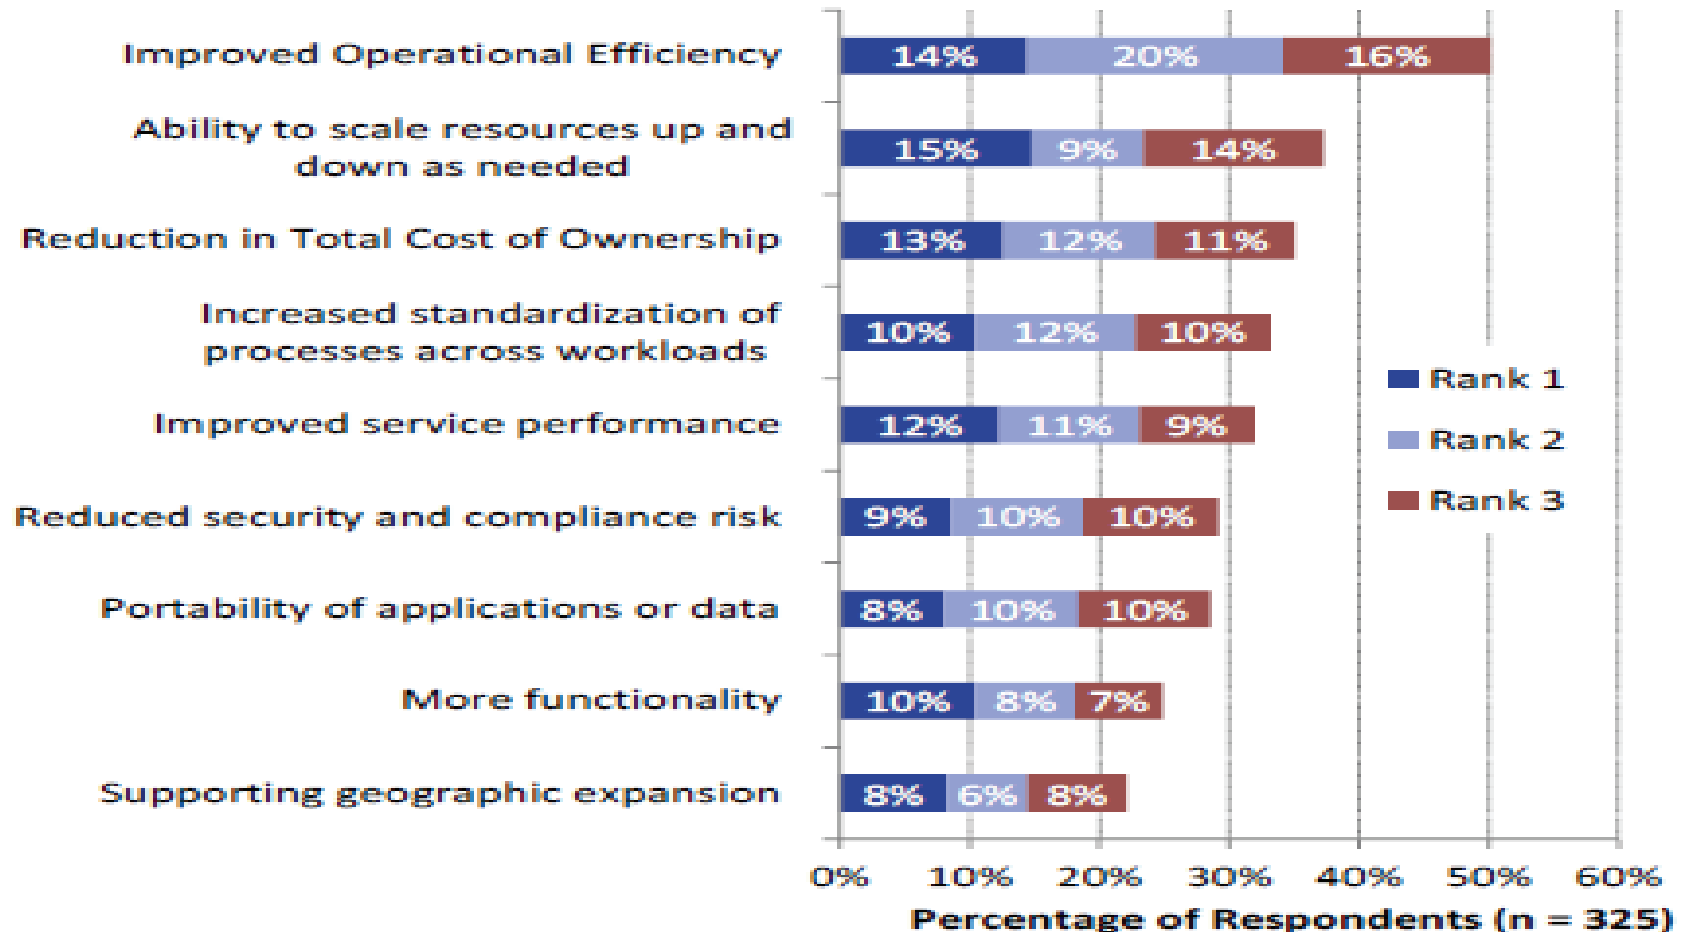 Improved Operational Efficiency
14% 20% 16%
Ability to scale resources up and
down as needed
15% 9% 14%
Reduction in Total Cost of Ownership
13% 12% 11%
Increased standardization of
processes across workloads
10% 12% 10%
Improved service performance
12% 11% 9%
Reduced security and compliance risk
9% 10% 10%
Portability of applications or data
8% 10% 10%
More functionality
10% 8% 7%
Supporting geographic expansion
8% 6% 8%
Rank 1
Rank 2
Rank 3
0% 10% 20% 30% 40% 50% 60%
Percentage of Respondents (n = 325)